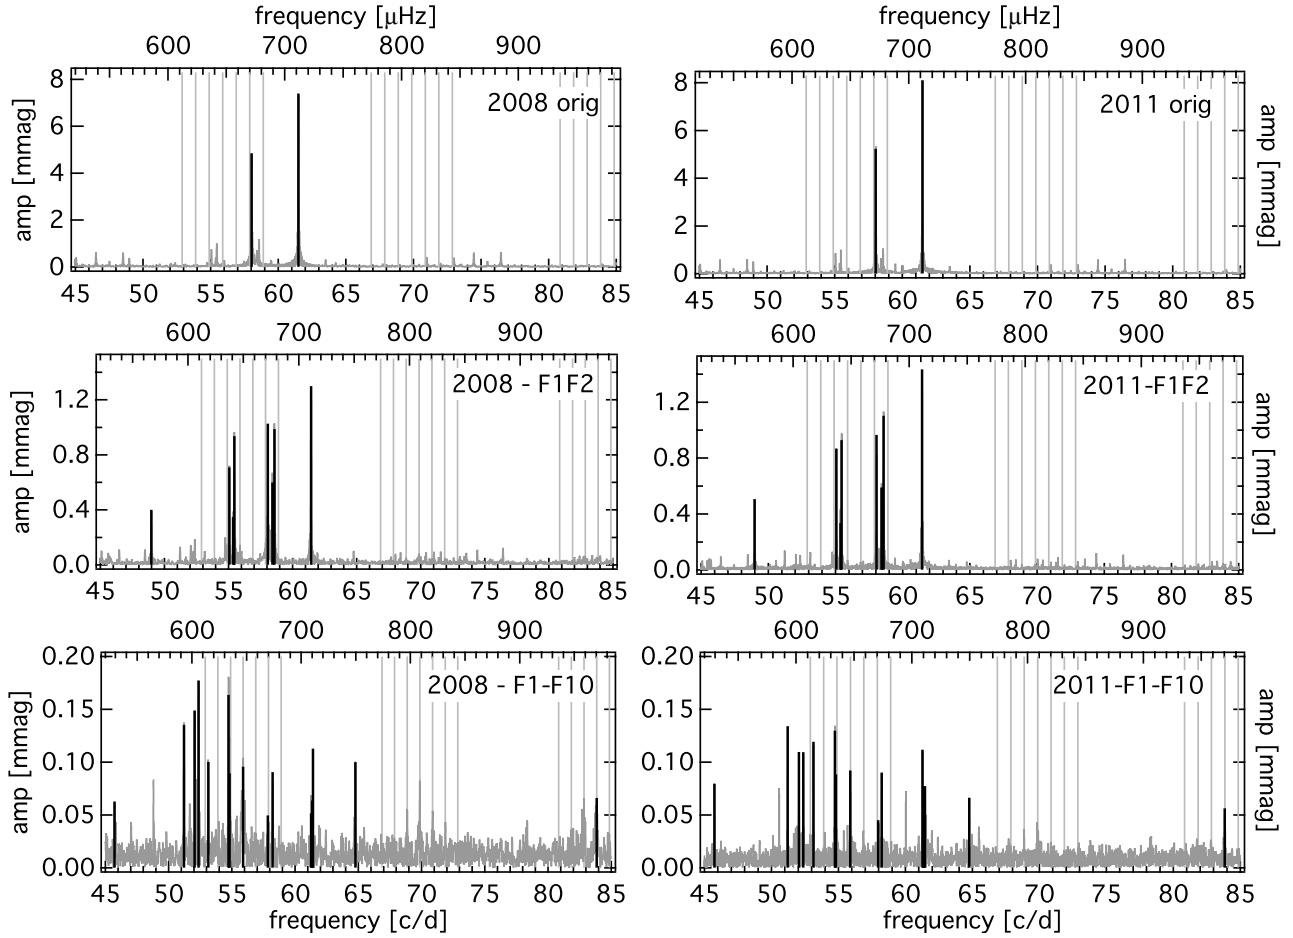 frequency [μHz] frequency [μHz]
600 700 800 900 600 700 800 900
8 2008 orig 8 2011 orig
6 6
4 4
2 2
0 0
amp [mmag] amp [mmag]
45 50 55 60 65 70 75 80 85 45 50 55 60 65 70 75 80 85
600 700 800 900 600 700 800 900
2008 - F1F2 2011-F1F2
1.2 1.2
0.8 0.8
0.4 0.4
0.0 0.0
amp [mmag] amp [mmag]
45 50 55 60 65 70 75 80 85 45 50 55 60 65 70 75 80 85
600 700 800 900 600 700 800 900
0.20 2008 - F1-F10 0.20 2011-F1-F10
0.15 0.15
0.10 0.10
0.05 0.05
0.00 0.00
amp [mmag] amp [mmag]
45 50 55 60 65 70 75 80 85 45 50 55 60 65 70 75 80 85
frequency [c/d] frequency [c/d]